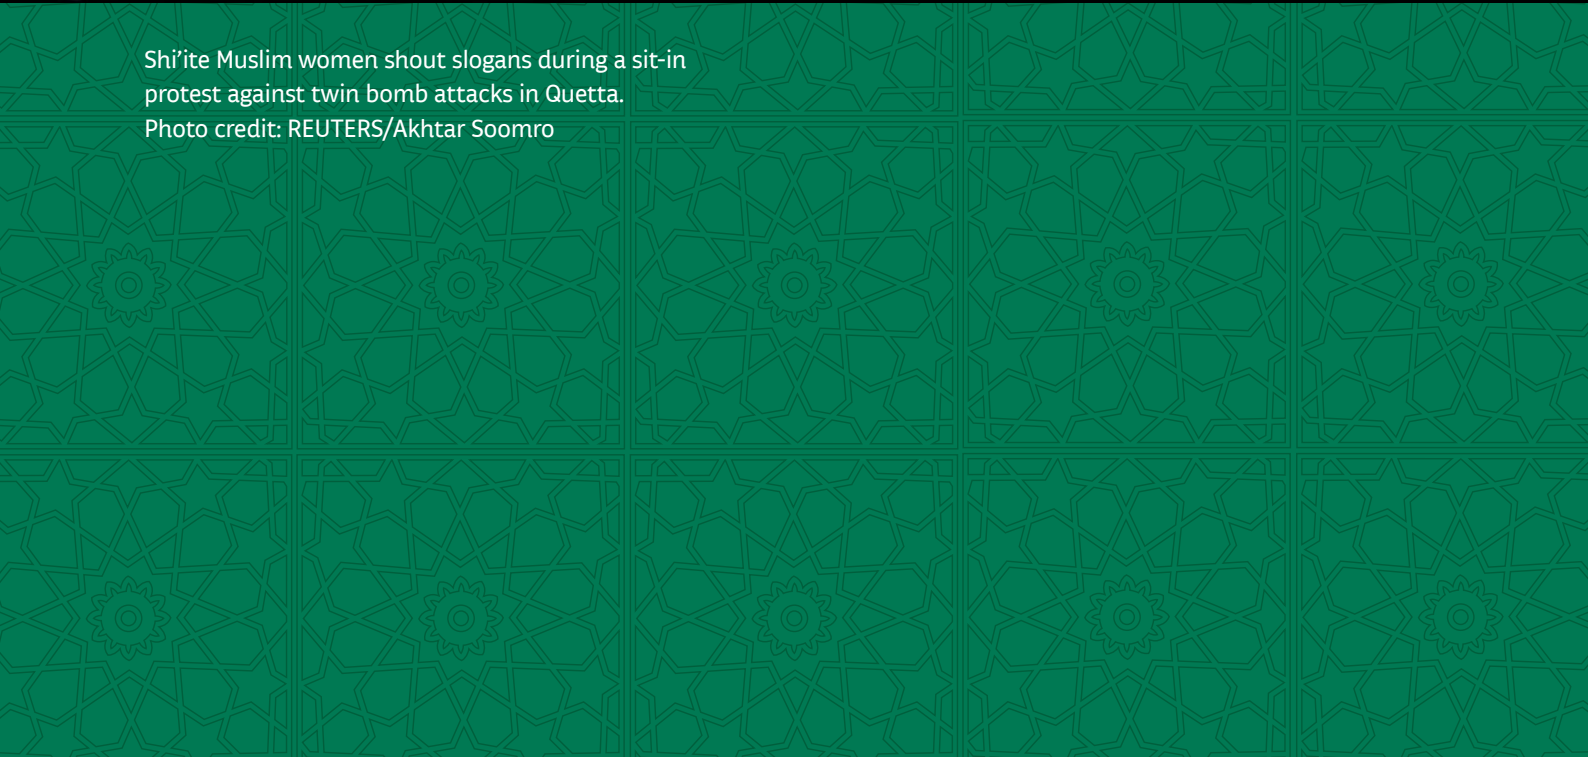 Shi’ite Muslim women shout slogans during a sit-in
protest against twin bomb attacks in Quetta.
Photo credit: REUTERS/Akhtar Soomro